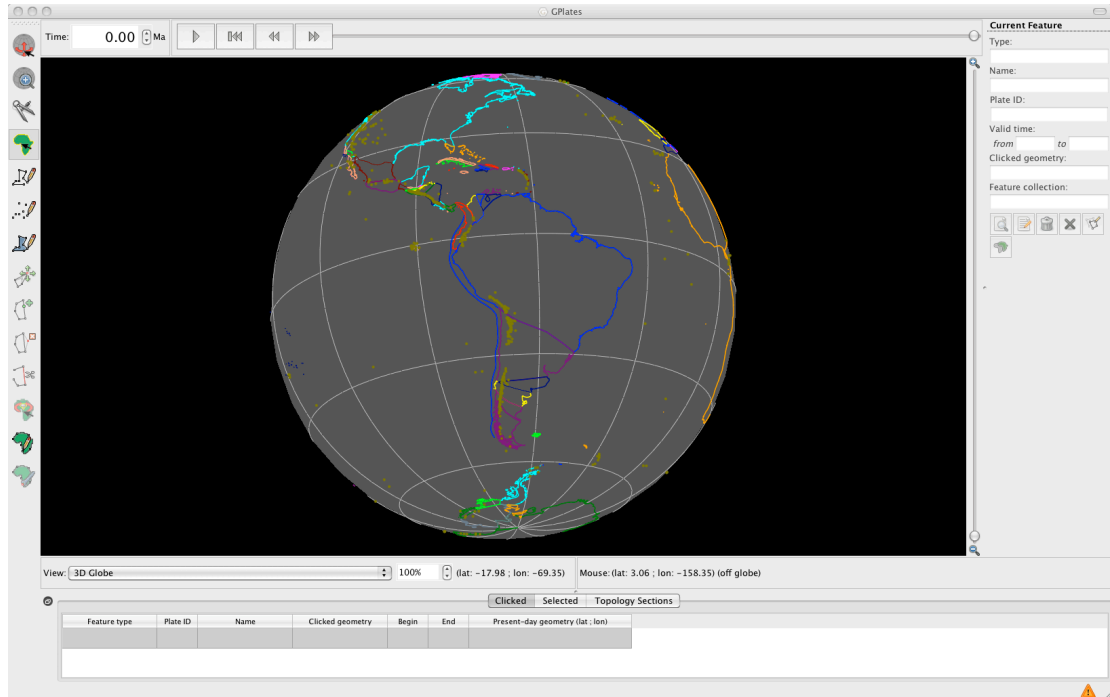 GPlates
Time: 0.00 Ma
Current Feature
Type:
Name:
Plate ID:
Valid time:
from to
Clicked geometry:
Feature collection:
View: 3D Globe 100% (lat: -17.98 ; lon: -69.35) Mouse: (lat: 3.06 ; lon: -158.35) (off globe)
Clicked Selected Topology Sections
Feature type Plate ID Name Clicked geometry Begin End Present-day geometry (lat ; lon)